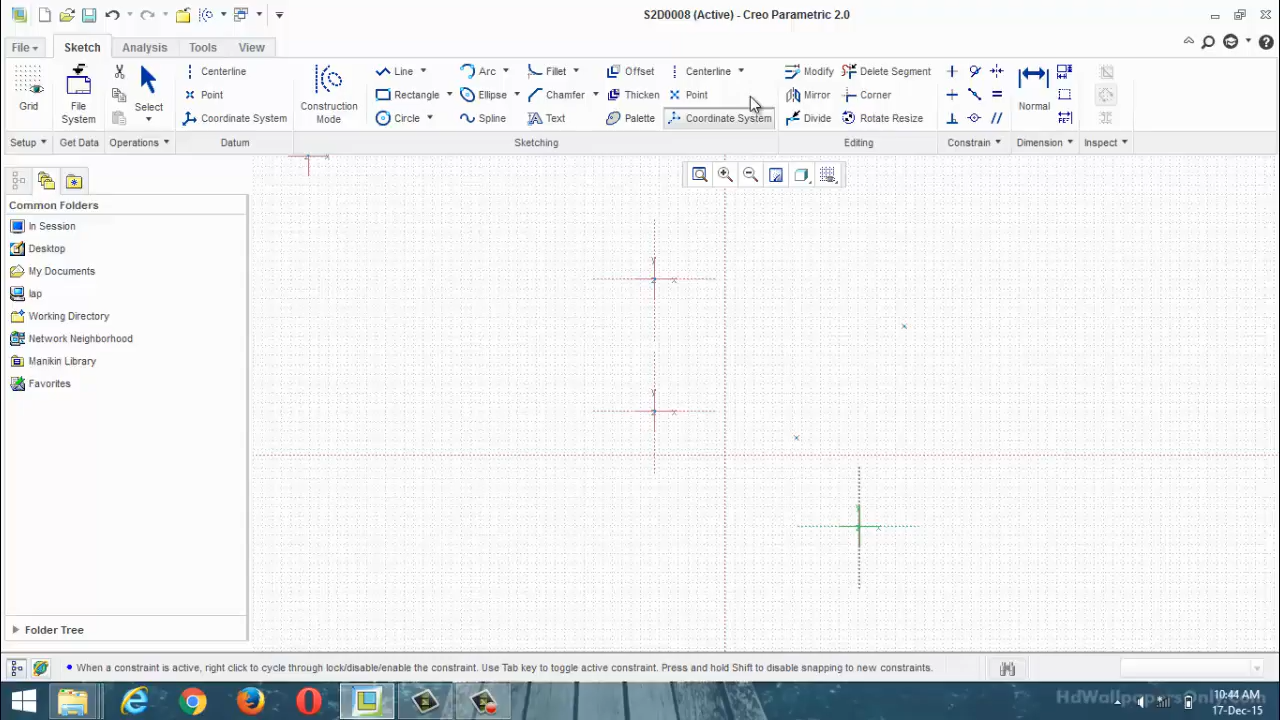 S2D0008 (Active) - Creo Parametric 2.0
File Sketch Analysis Tools View
Centerline Line Arc Fillet Offset Centerline Modify Delete Segment
Point Rectangle Ellipse Chamfer Thicken Point Mirror Corner
Grid File System Select Coordinate System Construction Mode Circle Spline Text Palette Coordinate System Divide Rotate Resize Normal
Setup Get Data Operations Datum Sketching Editing Constrain Dimension Inspect
Common Folders
In Session
Desktop
My Documents
lap
Working Directory
Network Neighborhood
Manikin Library
Favorites
Y
Z X
Y
Z X
Folder Tree
When a constraint is active, right click to cycle through lock/disable/enable the constraint. Use Tab key to toggle active constraint. Press and hold Shift to disable snapping to new constraints.
HdWallpapersOnly.com
10:44 AM
17-Dec-15